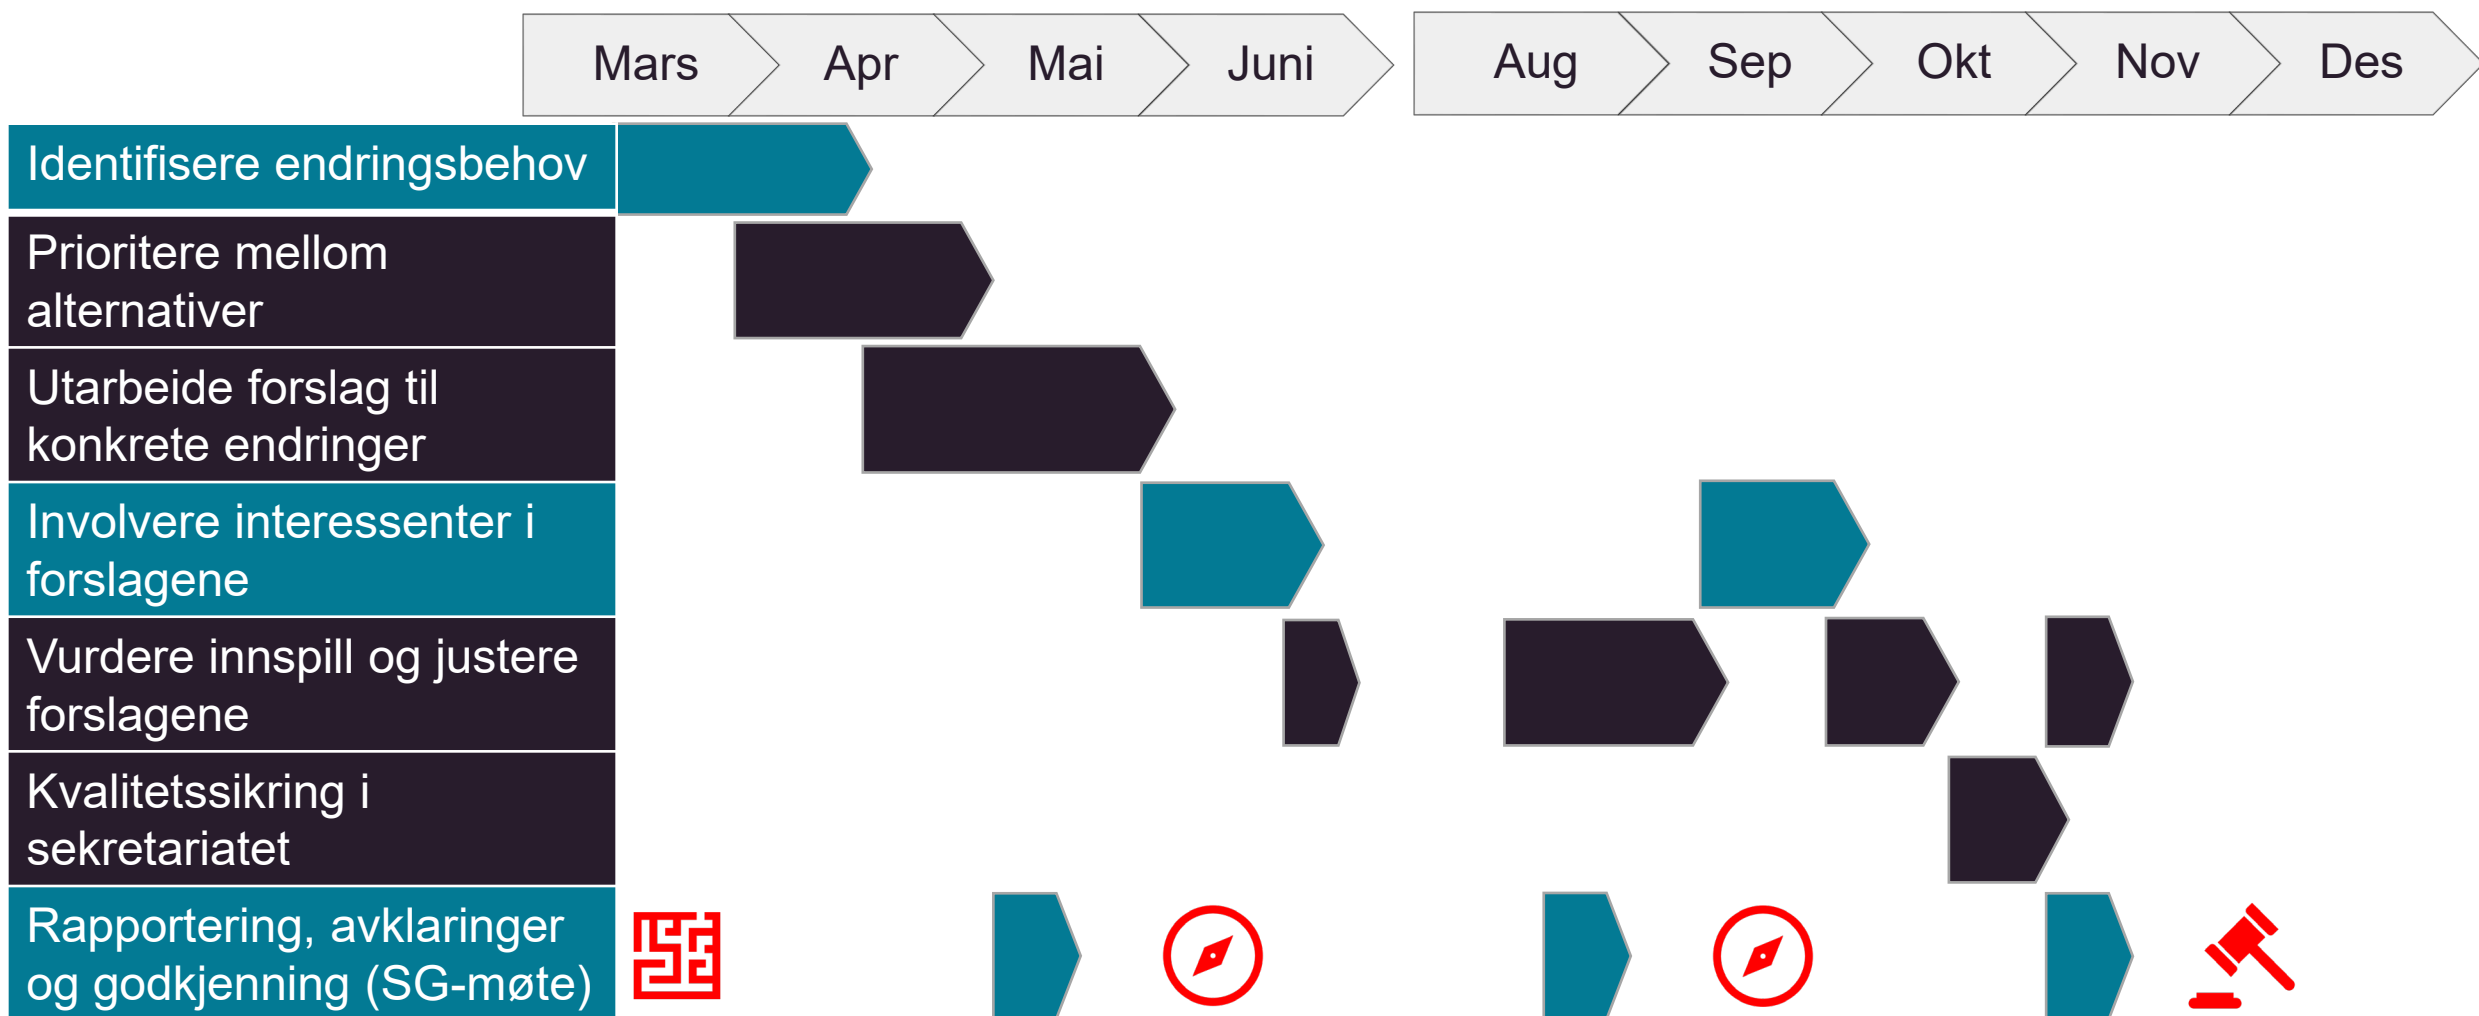 Mars Apr Mai Juni Aug Sep Okt Nov Des
Identifisere endringsbehov
Prioritere mellom
alternativer
Utarbeide forslag til
konkrete endringer
Involvere interessenter i
forslagene
Vurdere innspill og justere
forslagene
Kvalitetssikring i
sekretariatet
Rapportering, avklaringer
og godkjenning (SG-møte)